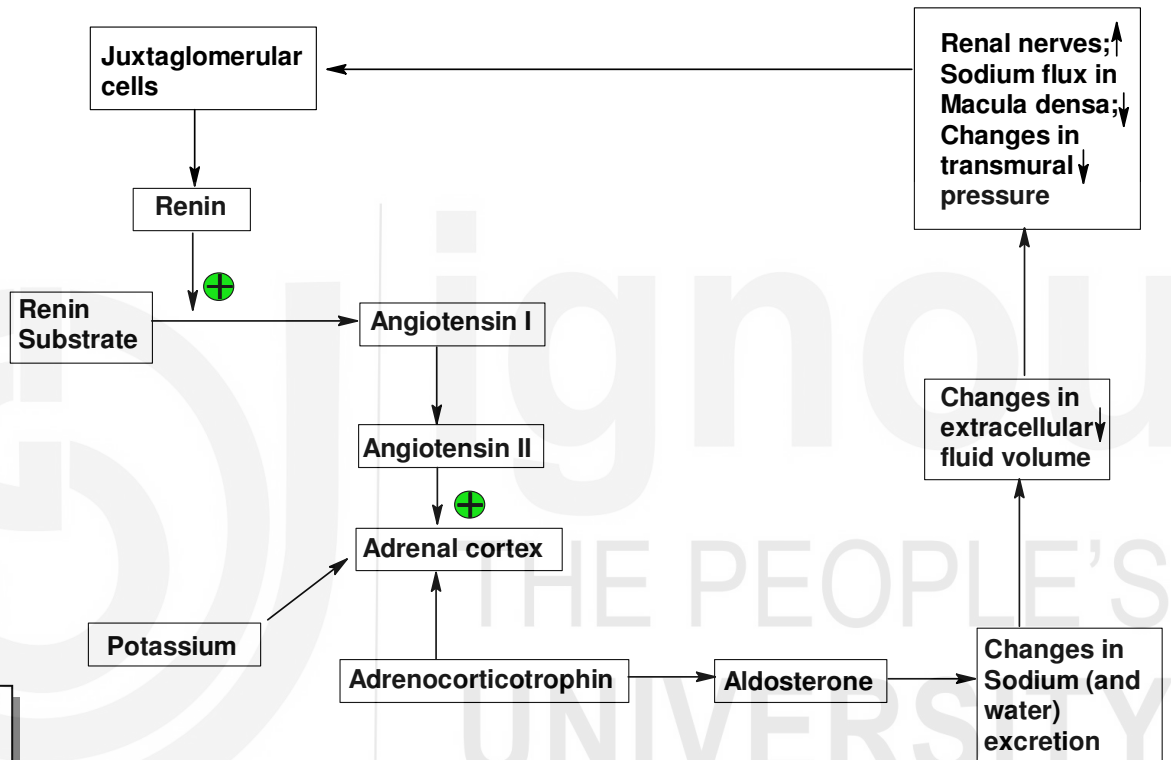 Juxtaglomerular
cells
Renal nerves;
Sodium flux in
Macula densa;
Changes in
transmural
pressure
Renin
Renin
Substrate
Angiotensin I
Angiotensin II
Changes in
extracellular
fluid volume
Adrenal cortex
Potassium
Adrenocorticotrophin
Aldosterone
Changes in
Sodium (and
water)
excretion
ignou
THE PEOPLE'S
UNIVERSITY